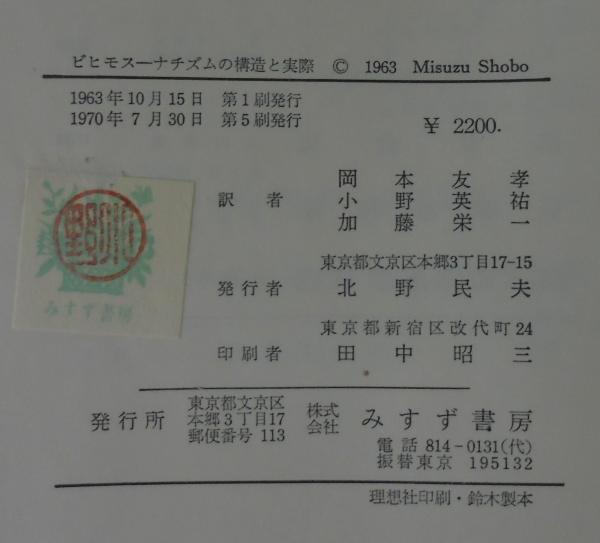 ビヒモスーナチズムの構造と実際 © 1963 Misuzu Shobo
1963年10月15日 第1刷発行
1970年7月30日 第5刷発行
¥ 2200.
訳者
岡本友孝
小野英祐
加藤栄一
東京都文京区本郷3丁目17-15
発行者 北野民夫
東京都新宿区改代町24
印刷者 田中昭三
発行所
東京都文京区
本郷3丁目17
郵便番号 113
株式
会社
みすず書房
電話 814-0131(代)
振替東京 195132
理想社印刷・鈴木製本
小野
みすず書房